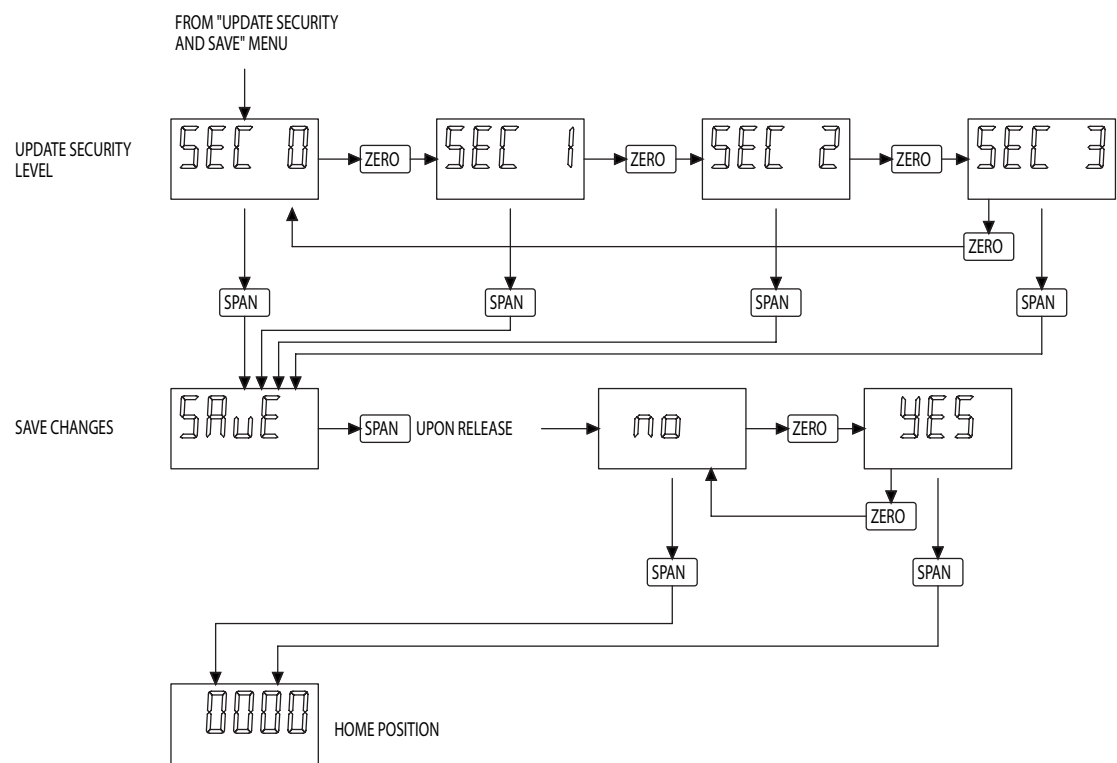 FROM "UPDATE SECURITY
AND SAVE" MENU
UPDATE SECURITY
LEVEL
SEC 0
ZERO
SEC 1
ZERO
SEC 2
ZERO
SEC 3
ZERO
SPAN
SPAN
SPAN
SPAN
SAVE CHANGES
SAvE
SPAN
UPON RELEASE
no
ZERO
YES
ZERO
SPAN
SPAN
0000
HOME POSITION